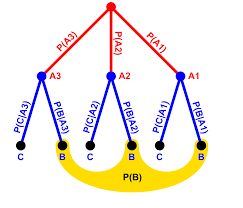 P(A3) P(A2) P(A1)
A3 A2 A1
P(C|A3) P(B|A3) P(C|A2) P(B|A2) P(C|A1) P(B|A1)
C B C B C B
P(B)